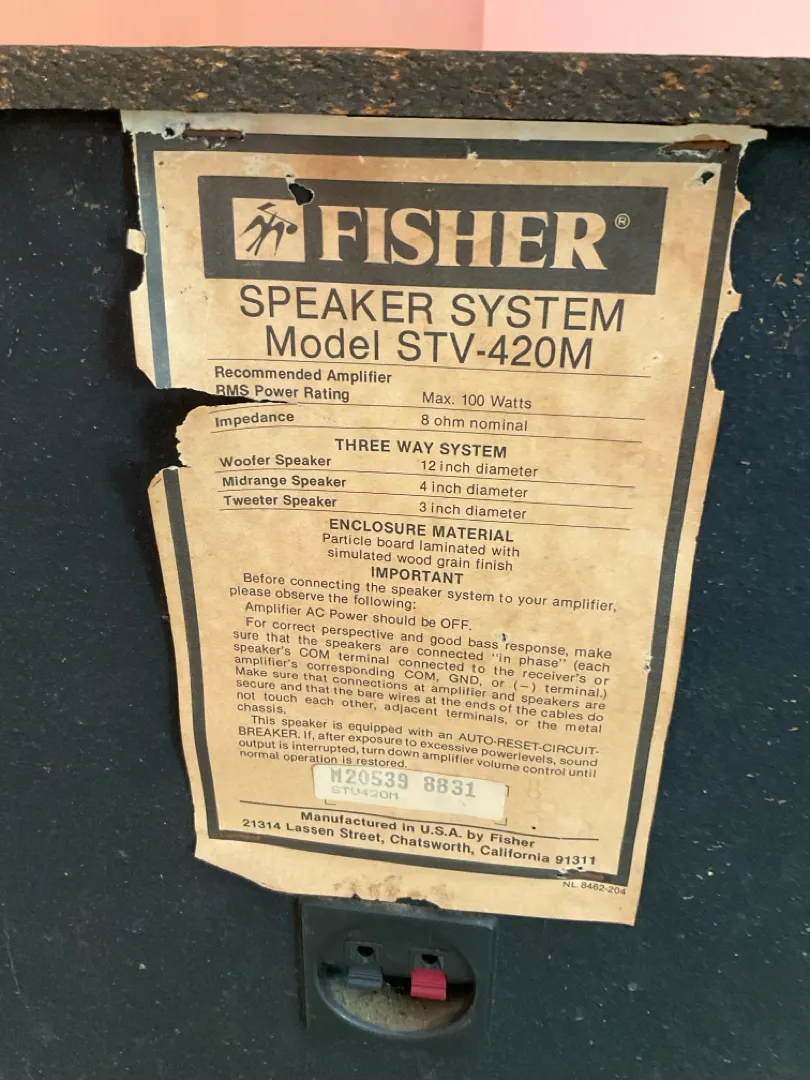 FISHER®
SPEAKER SYSTEM
Model STV-420M
Recommended Amplifier
RMS Power Rating Max. 100 Watts
Impedance 8 ohm nominal
THREE WAY SYSTEM
Woofer Speaker 12 inch diameter
Midrange Speaker 4 inch diameter
Tweeter Speaker 3 inch diameter
ENCLOSURE MATERIAL
Particle board laminated with
simulated wood grain finish
IMPORTANT
Before connecting the speaker system to your amplifier,
please observe the following:
Amplifier AC Power should be OFF.
For correct perspective and good bass response, make
sure that the speakers are connected "in phase" (each
speaker's COM terminal connected to the receiver's or
amplifier's corresponding COM, GND, or (−) terminal.)
Make sure that connections at amplifier and speakers are
secure and that the bare wires at the ends of the cables do
not touch each other, adjacent terminals, or the metal
chassis.
This speaker is equipped with an AUTO-RESET-CIRCUIT-
BREAKER. If, after exposure to excessive powerlevels, sound
output is interrupted, turn down amplifier volume control until
normal operation is restored.
M20539 8831
STV420M
Manufactured in U.S.A. by Fisher
21314 Lassen Street, Chatsworth, California 91311
NL 8462-204